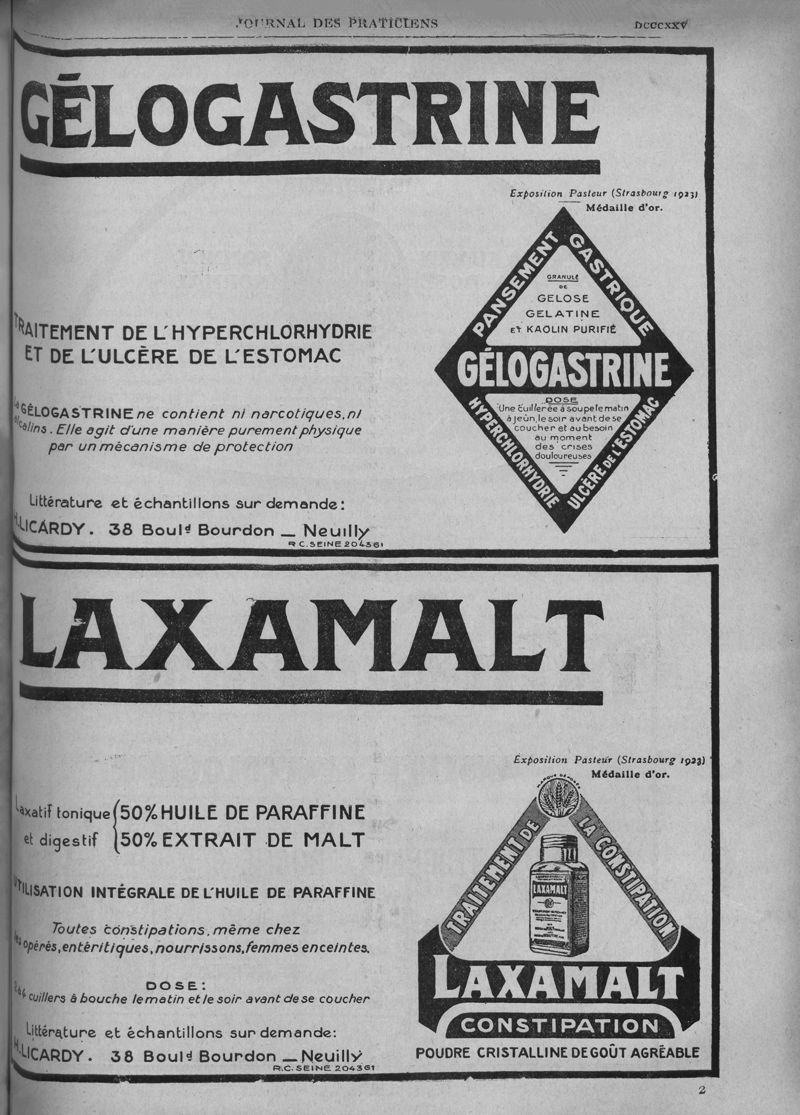 JOURNAL DES PRATICIENS
DCCCXXV
GÉLOGASTRINE
Exposition Pasteur (Strasbourg 1923)
Médaille d'or.
PANSEMENT GASTRIQUE
GRANULÉ
DE
GELOSE
GELATINE
ET KAOLIN PURIFIÉ
GÉLOGASTRINE
DOSE
Une cuillerée à soupe le matin
à jeûn, le soir avant de se
coucher et au besoin
au moment
des crises
douloureuses
HYPERCHLORHYDRIE
ULCÈRE DE L'ESTOMAC
TRAITEMENT DE L'HYPERCHLORHYDRIE
ET DE L'ULCÈRE DE L'ESTOMAC
La GÉLOGASTRINE ne contient ni narcotiques, ni
alcalins. Elle agit d'une manière purement physique
par un mécanisme de protection
Littérature et échantillons sur demande:
H. LICARDY. 38 Boulᵈ Bourdon _ Neuilly
R.C. SEINE 204361
LAXAMALT
Exposition Pasteur (Strasbourg 1923)
Médaille d'or.
MARQUE DÉPOSÉE
TRAITEMENT DE LA CONSTIPATION
LAXAMALT
LAXAMALT
CONSTIPATION
POUDRE CRISTALLINE DE GOÛT AGRÉABLE
Laxatif tonique 50% HUILE DE PARAFFINE
et digestif 50% EXTRAIT DE MALT
UTILISATION INTÉGRALE DE L'HUILE DE PARAFFINE
Toutes constipations, même chez
les opérés, entéritiques, nourrissons, femmes enceintes.
DOSE:
cuillers à bouche le matin et le soir avant de se coucher
Littérature et échantillons sur demande:
H. LICARDY. 38 Boulᵈ Bourdon _ Neuilly
R.C. SEINE 204361
2